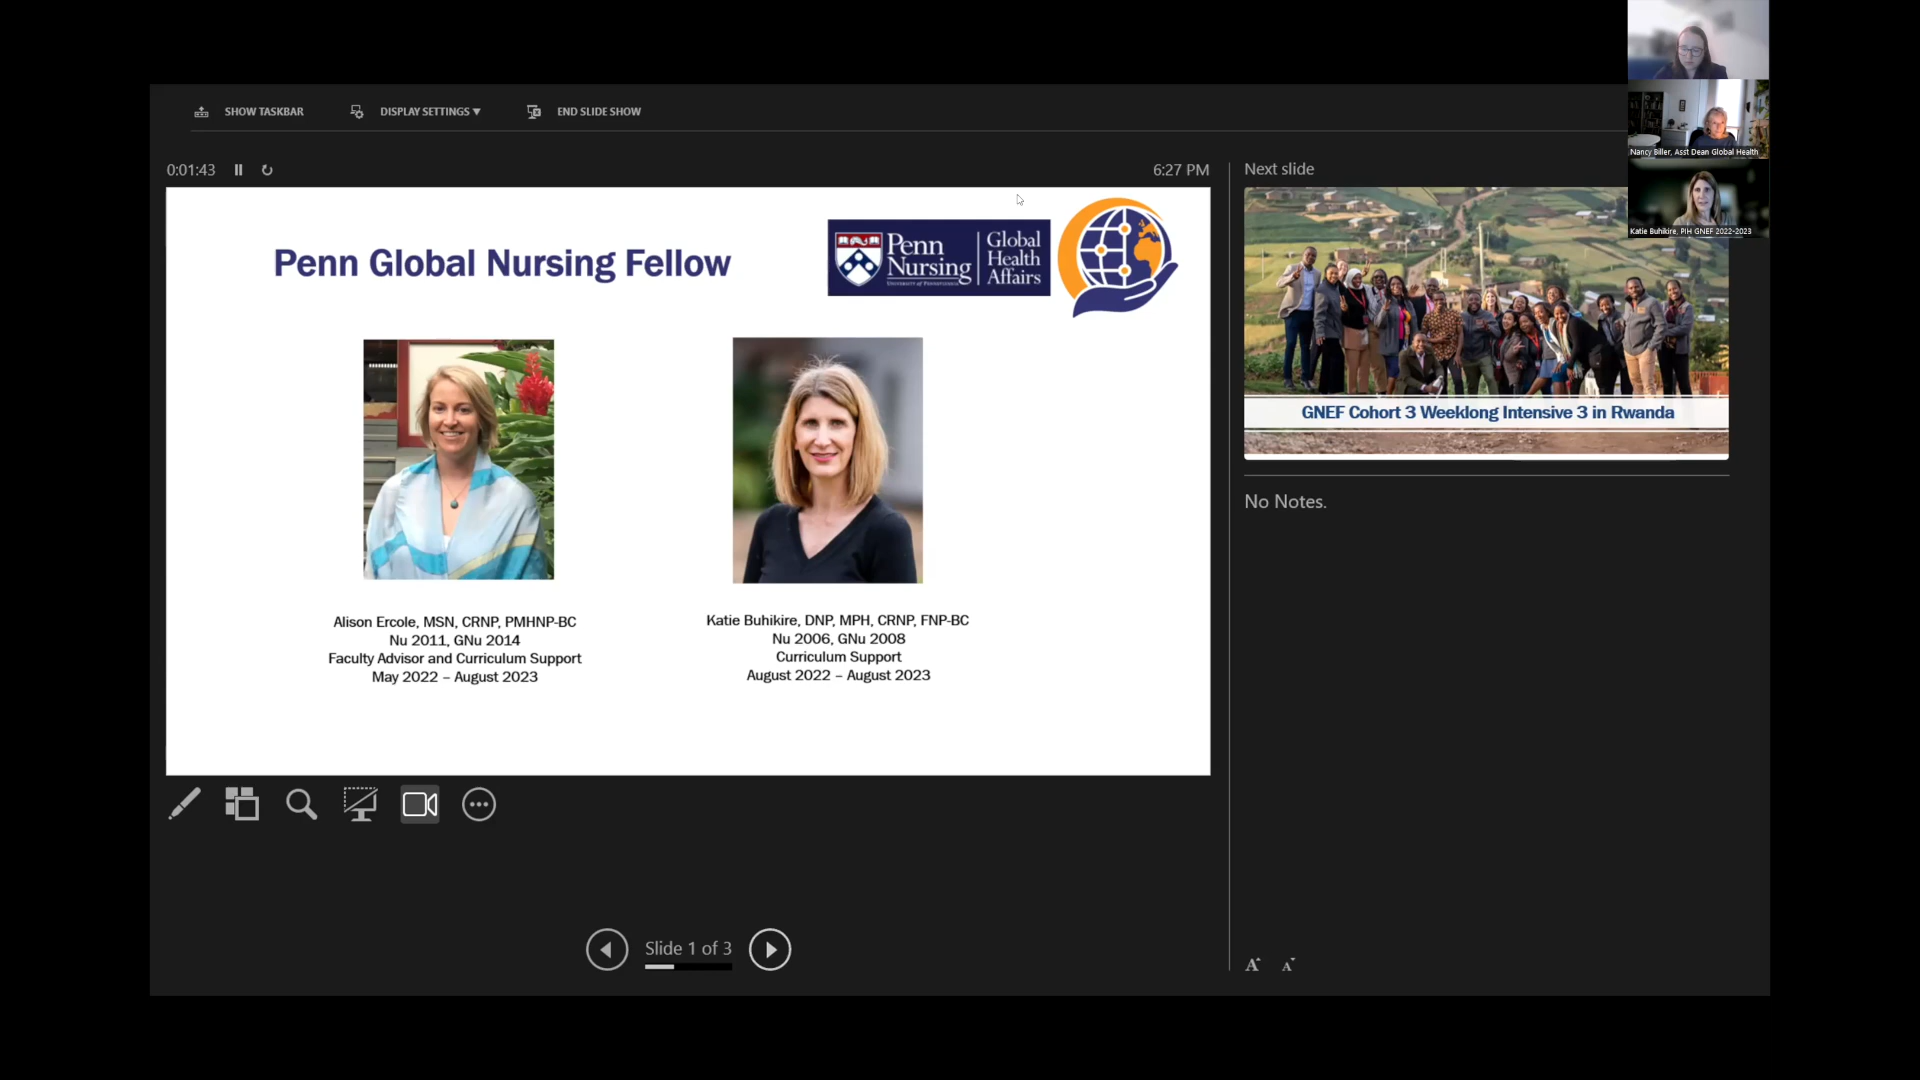 SHOW TASKBAR
DISPLAY SETTINGS ▼
END SLIDE SHOW
0:01:43
6:27 PM
Penn Global Nursing Fellow
Penn
Nursing
UNIVERSITY OF PENNSYLVANIA
Global
Health
Affairs
Alison Ercole, MSN, CRNP, PMHNP-BC
Nu 2011, GNu 2014
Faculty Advisor and Curriculum Support
May 2022 – August 2023
Katie Buhikire, DNP, MPH, CRNP, FNP-BC
Nu 2006, GNu 2008
Curriculum Support
August 2022 – August 2023
Slide 1 of 3
Next slide
GNEF Cohort 3 Weeklong Intensive 3 in Rwanda
No Notes.
A
A
Nancy Biller, Asst Dean Global Health
Katie Buhikire, PIH GNEF 2022-2023